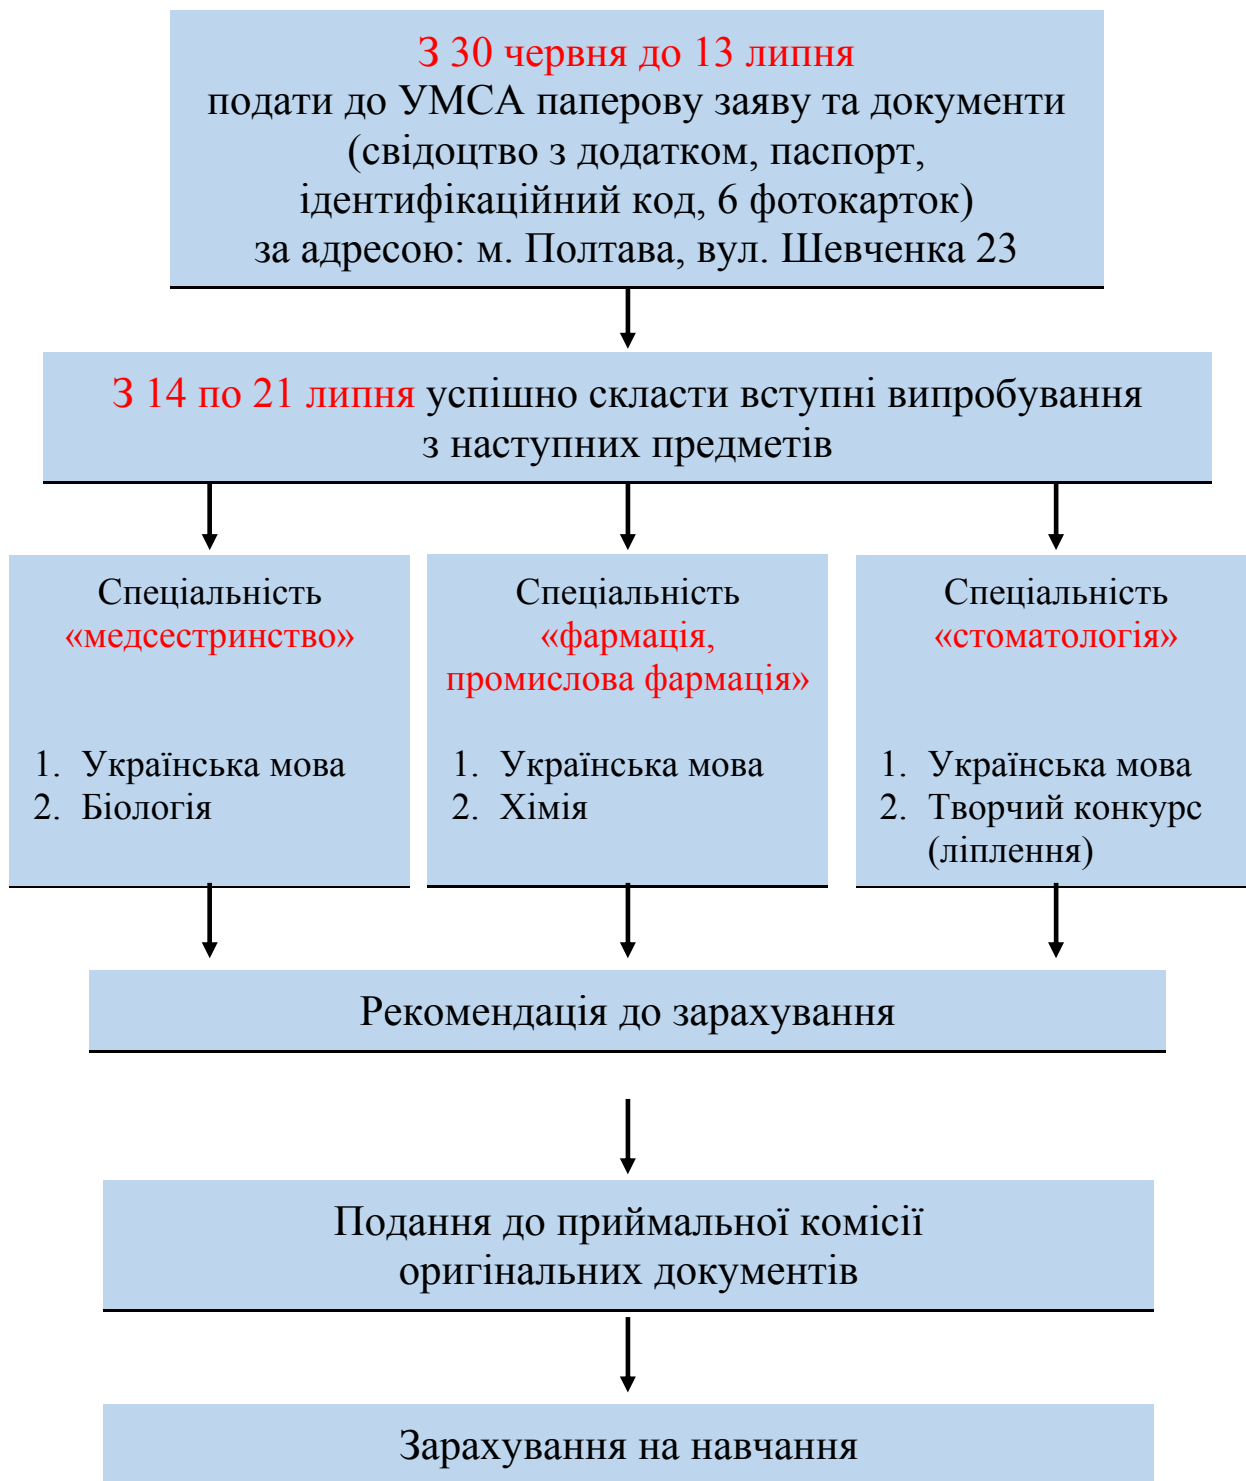 З 30 червня до 13 липня
подати до УМСА паперову заяву та документи
(свідоцтво з додатком, паспорт,
ідентифікаційний код, 6 фотокарток)
за адресою: м. Полтава, вул. Шевченка 23
З 14 по 21 липня успішно скласти вступні випробування
з наступних предметів
Спеціальність
«медсестринство»
1. Українська мова
2. Біологія
Спеціальність
«фармація,
промислова фармація»
1. Українська мова
2. Хімія
Спеціальність
«стоматологія»
1. Українська мова
2. Творчий конкурс
(ліплення)
Рекомендація до зарахування
Подання до приймальної комісії
оригінальних документів
Зарахування на навчання